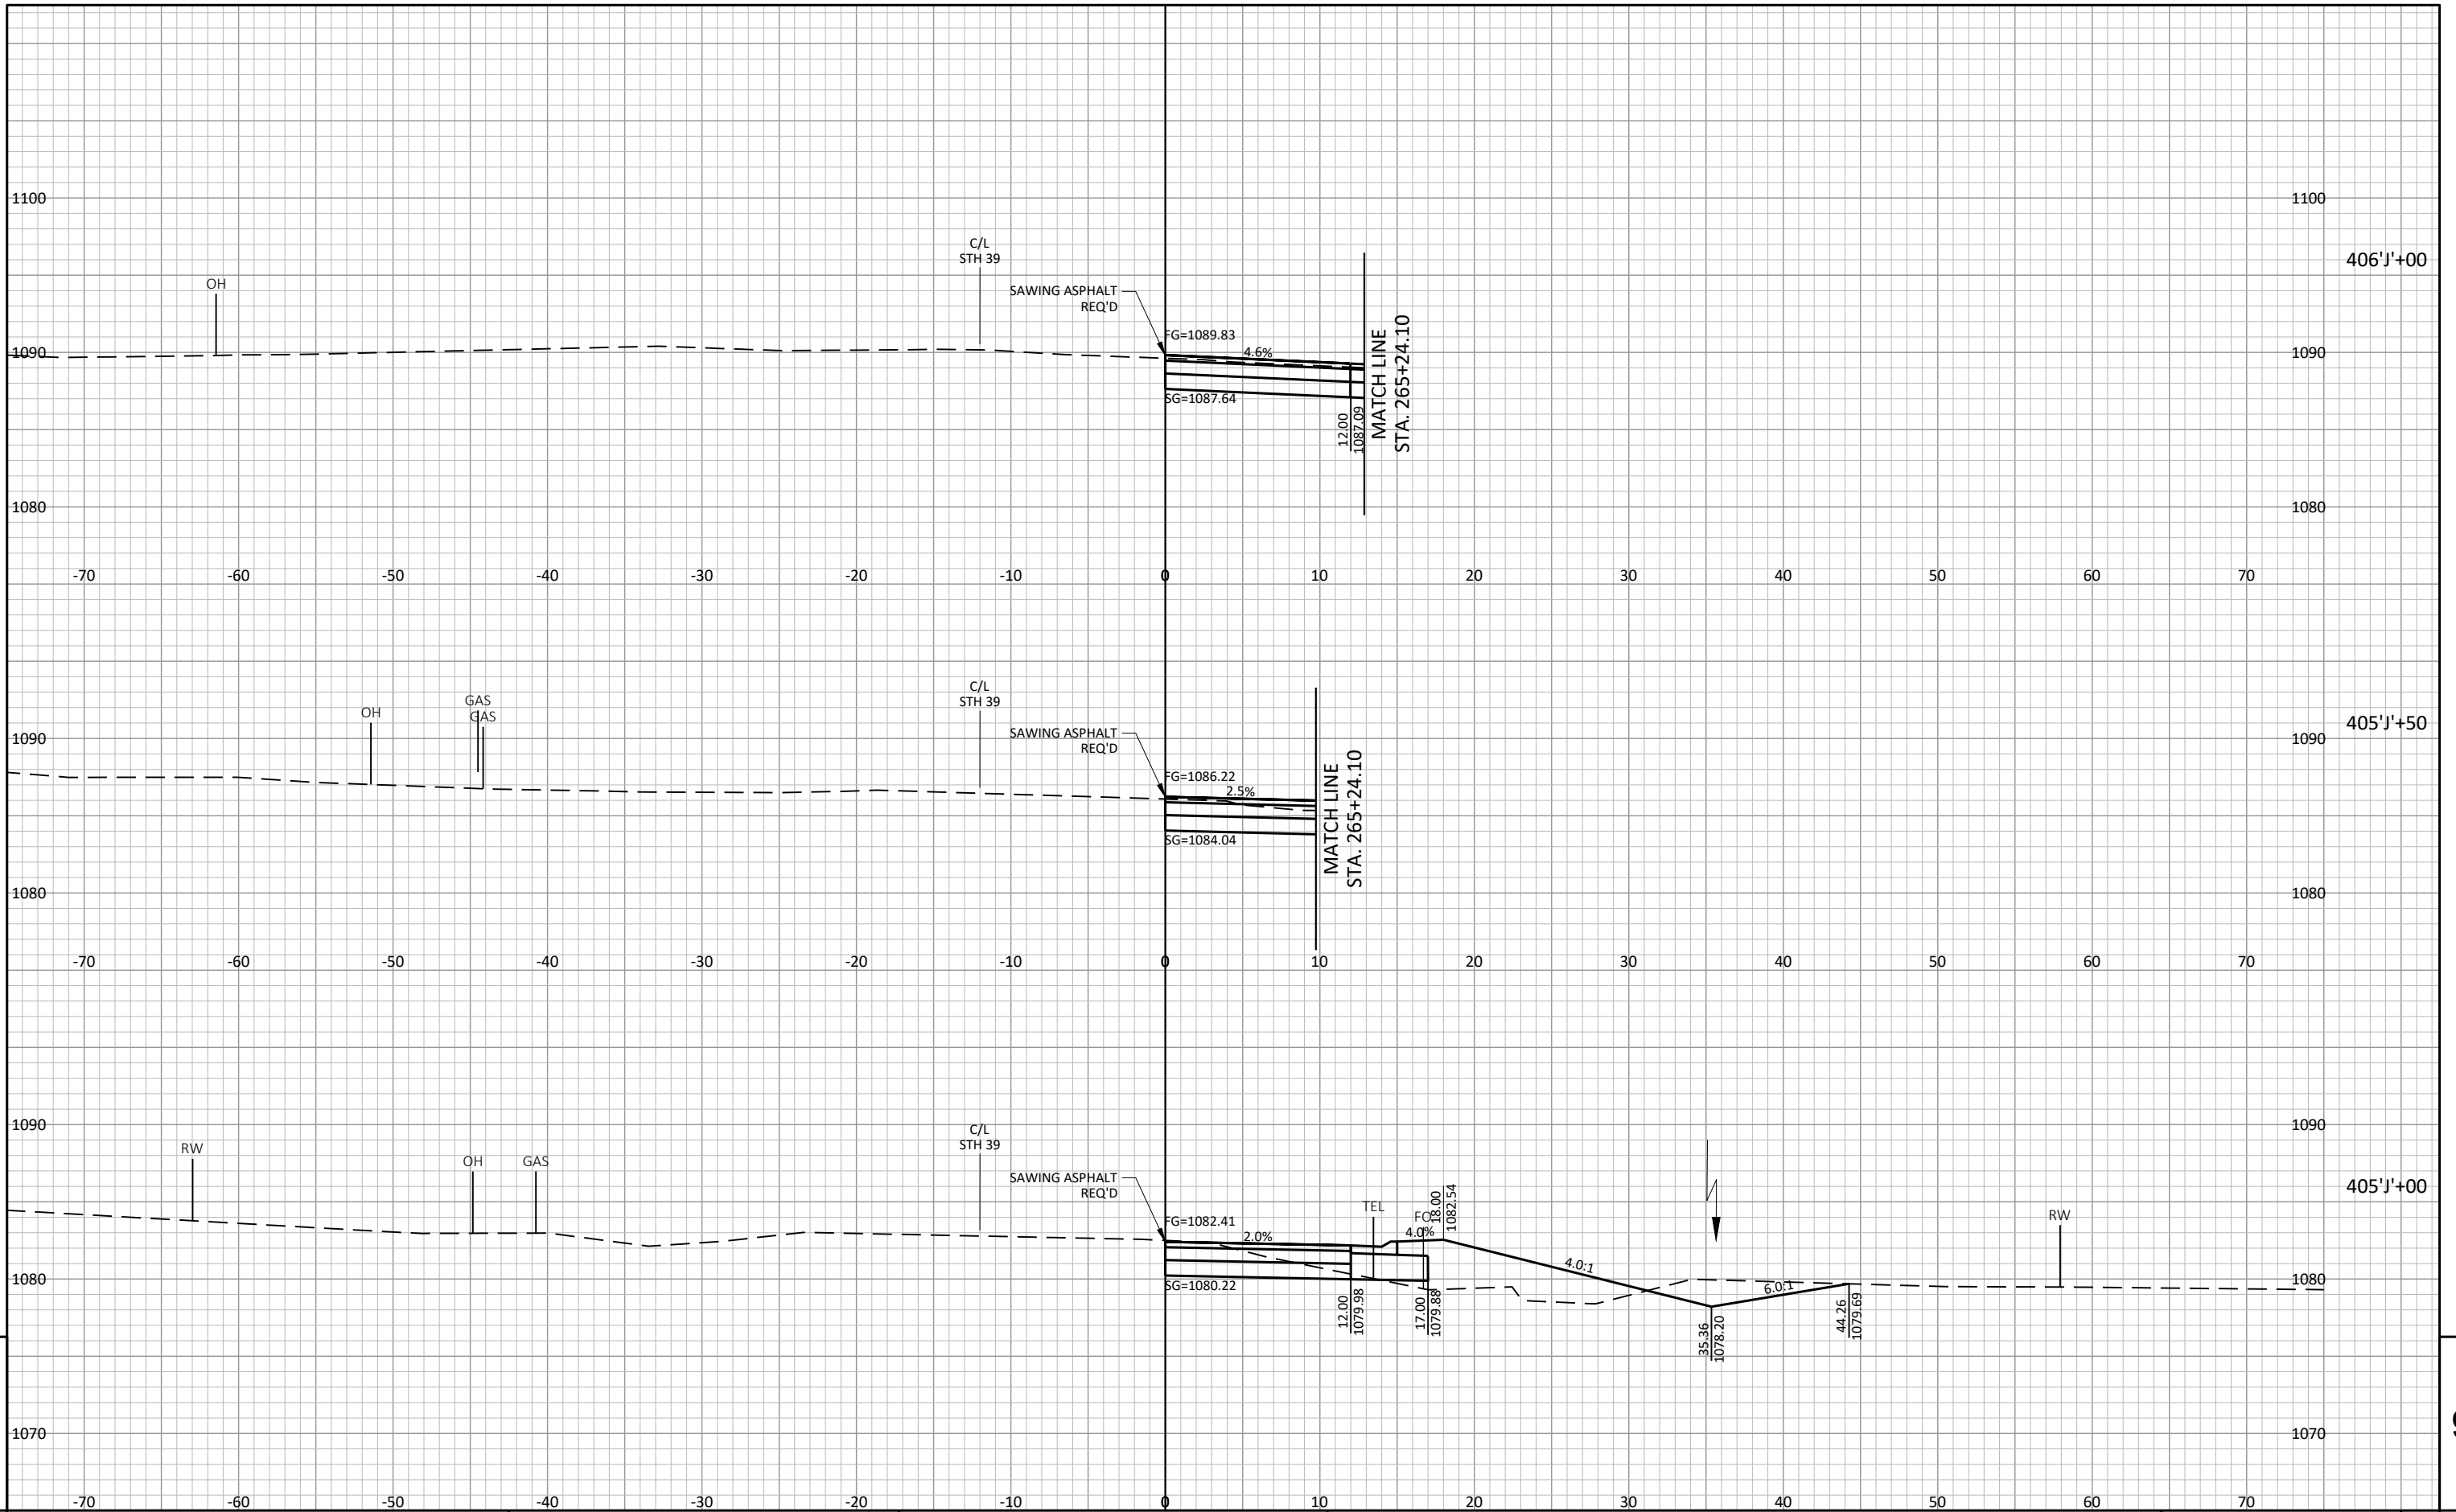 1100
1100
C/L
STH 39
406'J'+00
OH
SAWING ASPHALT
REQ'D
FG=1089.83
4.6%
1090
1090
MATCH LINE
STA. 265+24.10
SG=1087.64
12.00
1087.09
1080
1080
-70 -60 -50 -40 -30 -20 -10 0 10 20 30 40 50 60 70
C/L
STH 39
GAS
GAS
OH
405'J'+50
SAWING ASPHALT
REQ'D
1090
1090
FG=1086.22
2.5%
MATCH LINE
STA. 265+24.10
SG=1084.04
1080
1080
-70 -60 -50 -40 -30 -20 -10 0 10 20 30 40 50 60 70
1090
1090
C/L
STH 39
RW
OH
GAS
SAWING ASPHALT
REQ'D
405'J'+00
TEL
FO
18.00
1082.54
RW
FG=1082.41
2.0%
4.0%
4.0:1
6.0:1
1080
1080
SG=1080.22
12.00
1079.98
17.00
1079.88
35.36
1078.20
44.26
1079.69
1070
1070
-70 -60 -50 -40 -30 -20 -10 0 10 20 30 40 50 60 70